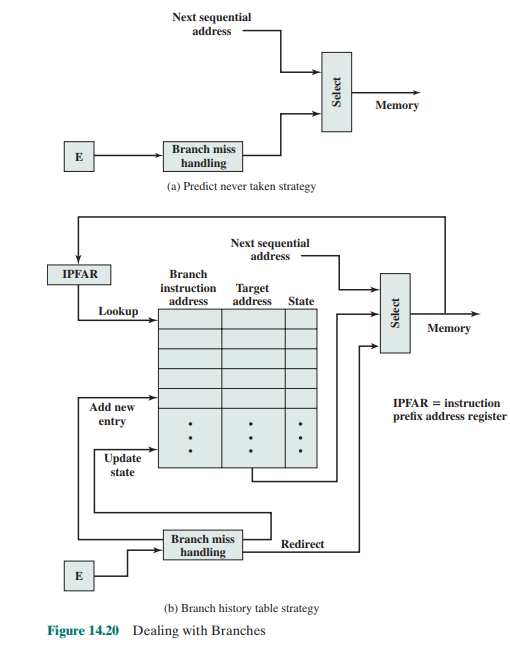 Next sequential
address
Select
Memory
E
Branch miss
handling
(a) Predict never taken strategy
Next sequential
address
IPFAR
Branch
instruction
address
Target
address
State
Lookup
Select
Memory
IPFAR = instruction
prefix address register
Add new
entry
Update
state
Branch miss
handling
Redirect
E
(b) Branch history table strategy
Figure 14.20 Dealing with Branches